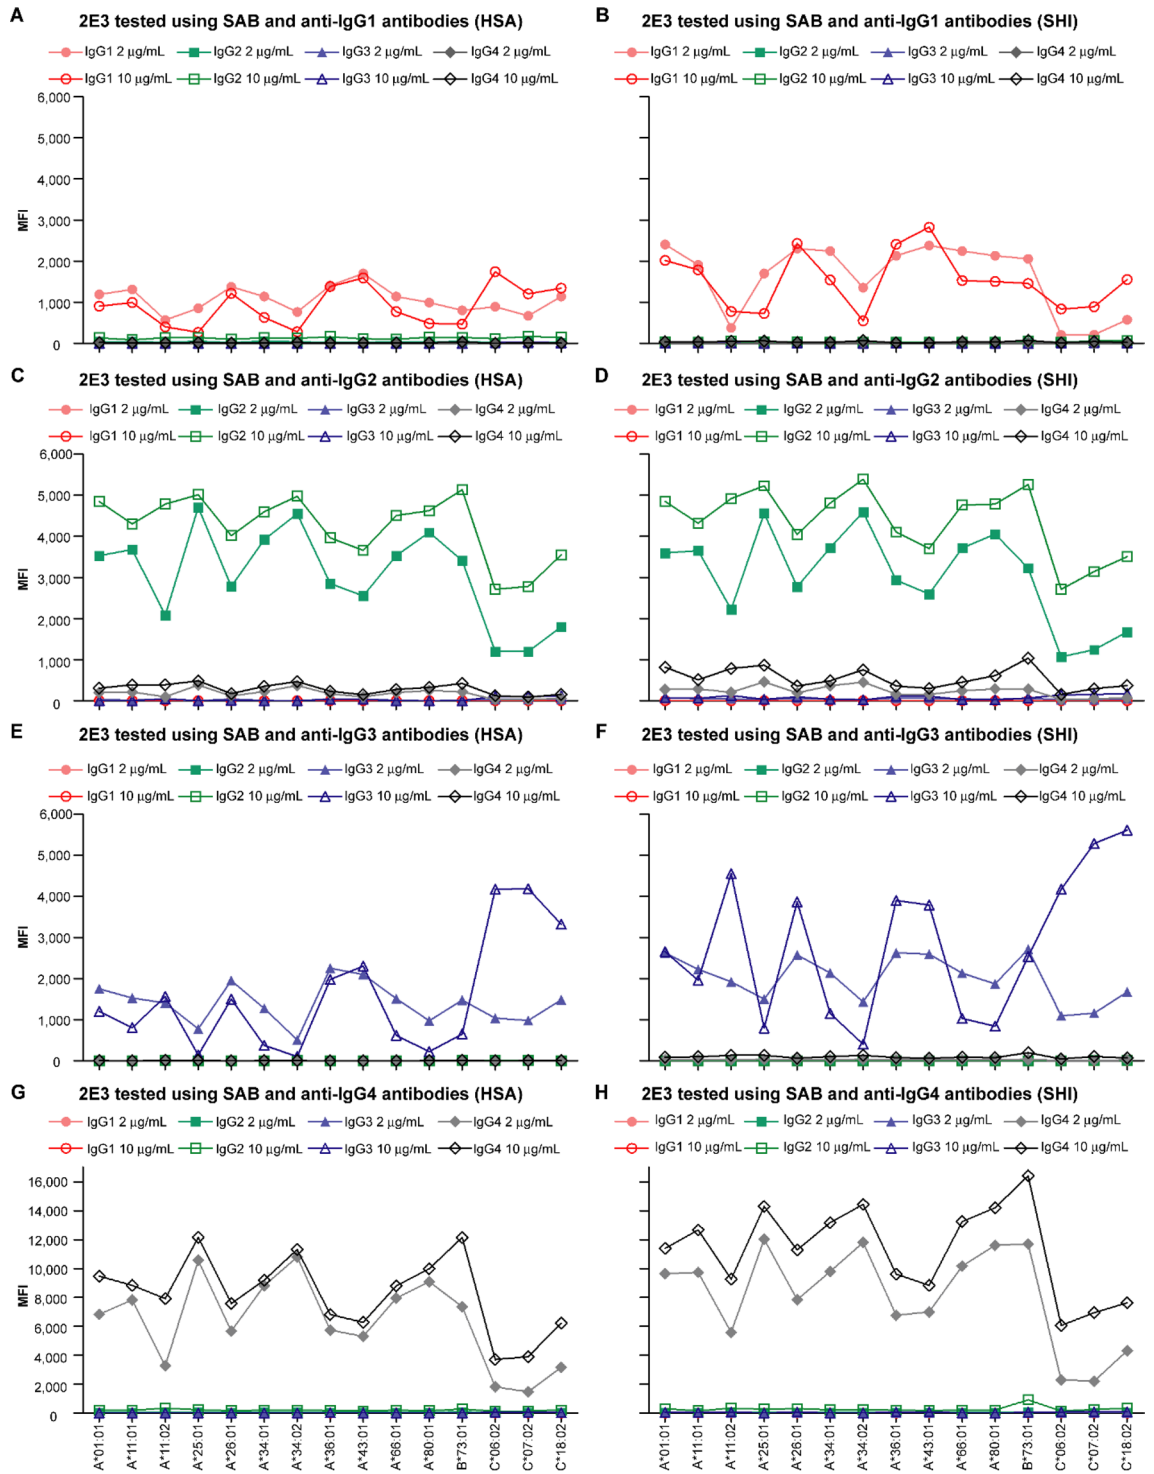 A 2E3 tested using SAB and anti-IgG1 antibodies (HSA)
IgG1 2 μg/mL IgG2 2 μg/mL IgG3 2 μg/mL IgG4 2 μg/mL
IgG1 10 μg/mL IgG2 10 μg/mL IgG3 10 μg/mL IgG4 10 μg/mL
6,000
5,000
4,000
3,000
2,000
1,000
0
MFI
B 2E3 tested using SAB and anti-IgG1 antibodies (SHI)
IgG1 2 μg/mL IgG2 2 μg/mL IgG3 2 μg/mL IgG4 2 μg/mL
IgG1 10 μg/mL IgG2 10 μg/mL IgG3 10 μg/mL IgG4 10 μg/mL
C 2E3 tested using SAB and anti-IgG2 antibodies (HSA)
IgG1 2 μg/mL IgG2 2 μg/mL IgG3 2 μg/mL IgG4 2 μg/mL
IgG1 10 μg/mL IgG2 10 μg/mL IgG3 10 μg/mL IgG4 10 μg/mL
6,000
5,000
4,000
3,000
2,000
1,000
0
MFI
D 2E3 tested using SAB and anti-IgG2 antibodies (SHI)
IgG1 2 μg/mL IgG2 2 μg/mL IgG3 2 μg/mL IgG4 2 μg/mL
IgG1 10 μg/mL IgG2 10 μg/mL IgG3 10 μg/mL IgG4 10 μg/mL
E 2E3 tested using SAB and anti-IgG3 antibodies (HSA)
IgG1 2 μg/mL IgG2 2 μg/mL IgG3 2 μg/mL IgG4 2 μg/mL
IgG1 10 μg/mL IgG2 10 μg/mL IgG3 10 μg/mL IgG4 10 μg/mL
6,000
5,000
4,000
3,000
2,000
1,000
0
MFI
F 2E3 tested using SAB and anti-IgG3 antibodies (SHI)
IgG1 2 μg/mL IgG2 2 μg/mL IgG3 2 μg/mL IgG4 2 μg/mL
IgG1 10 μg/mL IgG2 10 μg/mL IgG3 10 μg/mL IgG4 10 μg/mL
G 2E3 tested using SAB and anti-IgG4 antibodies (HSA)
IgG1 2 μg/mL IgG2 2 μg/mL IgG3 2 μg/mL IgG4 2 μg/mL
IgG1 10 μg/mL IgG2 10 μg/mL IgG3 10 μg/mL IgG4 10 μg/mL
16,000
14,000
12,000
10,000
8,000
6,000
4,000
2,000
0
MFI
A*01:01
A*11:01
A*11:02
A*25:01
A*26:01
A*34:01
A*34:02
A*36:01
A*43:01
A*66:01
A*80:01
B*73:01
C*06:02
C*07:02
C*18:02
H 2E3 tested using SAB and anti-IgG4 antibodies (SHI)
IgG1 2 μg/mL IgG2 2 μg/mL IgG3 2 μg/mL IgG4 2 μg/mL
IgG1 10 μg/mL IgG2 10 μg/mL IgG3 10 μg/mL IgG4 10 μg/mL
A*01:01
A*11:01
A*11:02
A*25:01
A*26:01
A*34:01
A*34:02
A*36:01
A*43:01
A*66:01
A*80:01
B*73:01
C*06:02
C*07:02
C*18:02